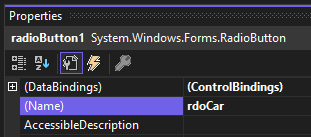 Properties
radioButton1 System.Windows.Forms.RadioButton
(DataBindings) (ControlBindings)
(Name) rdoCar
AccessibleDescription